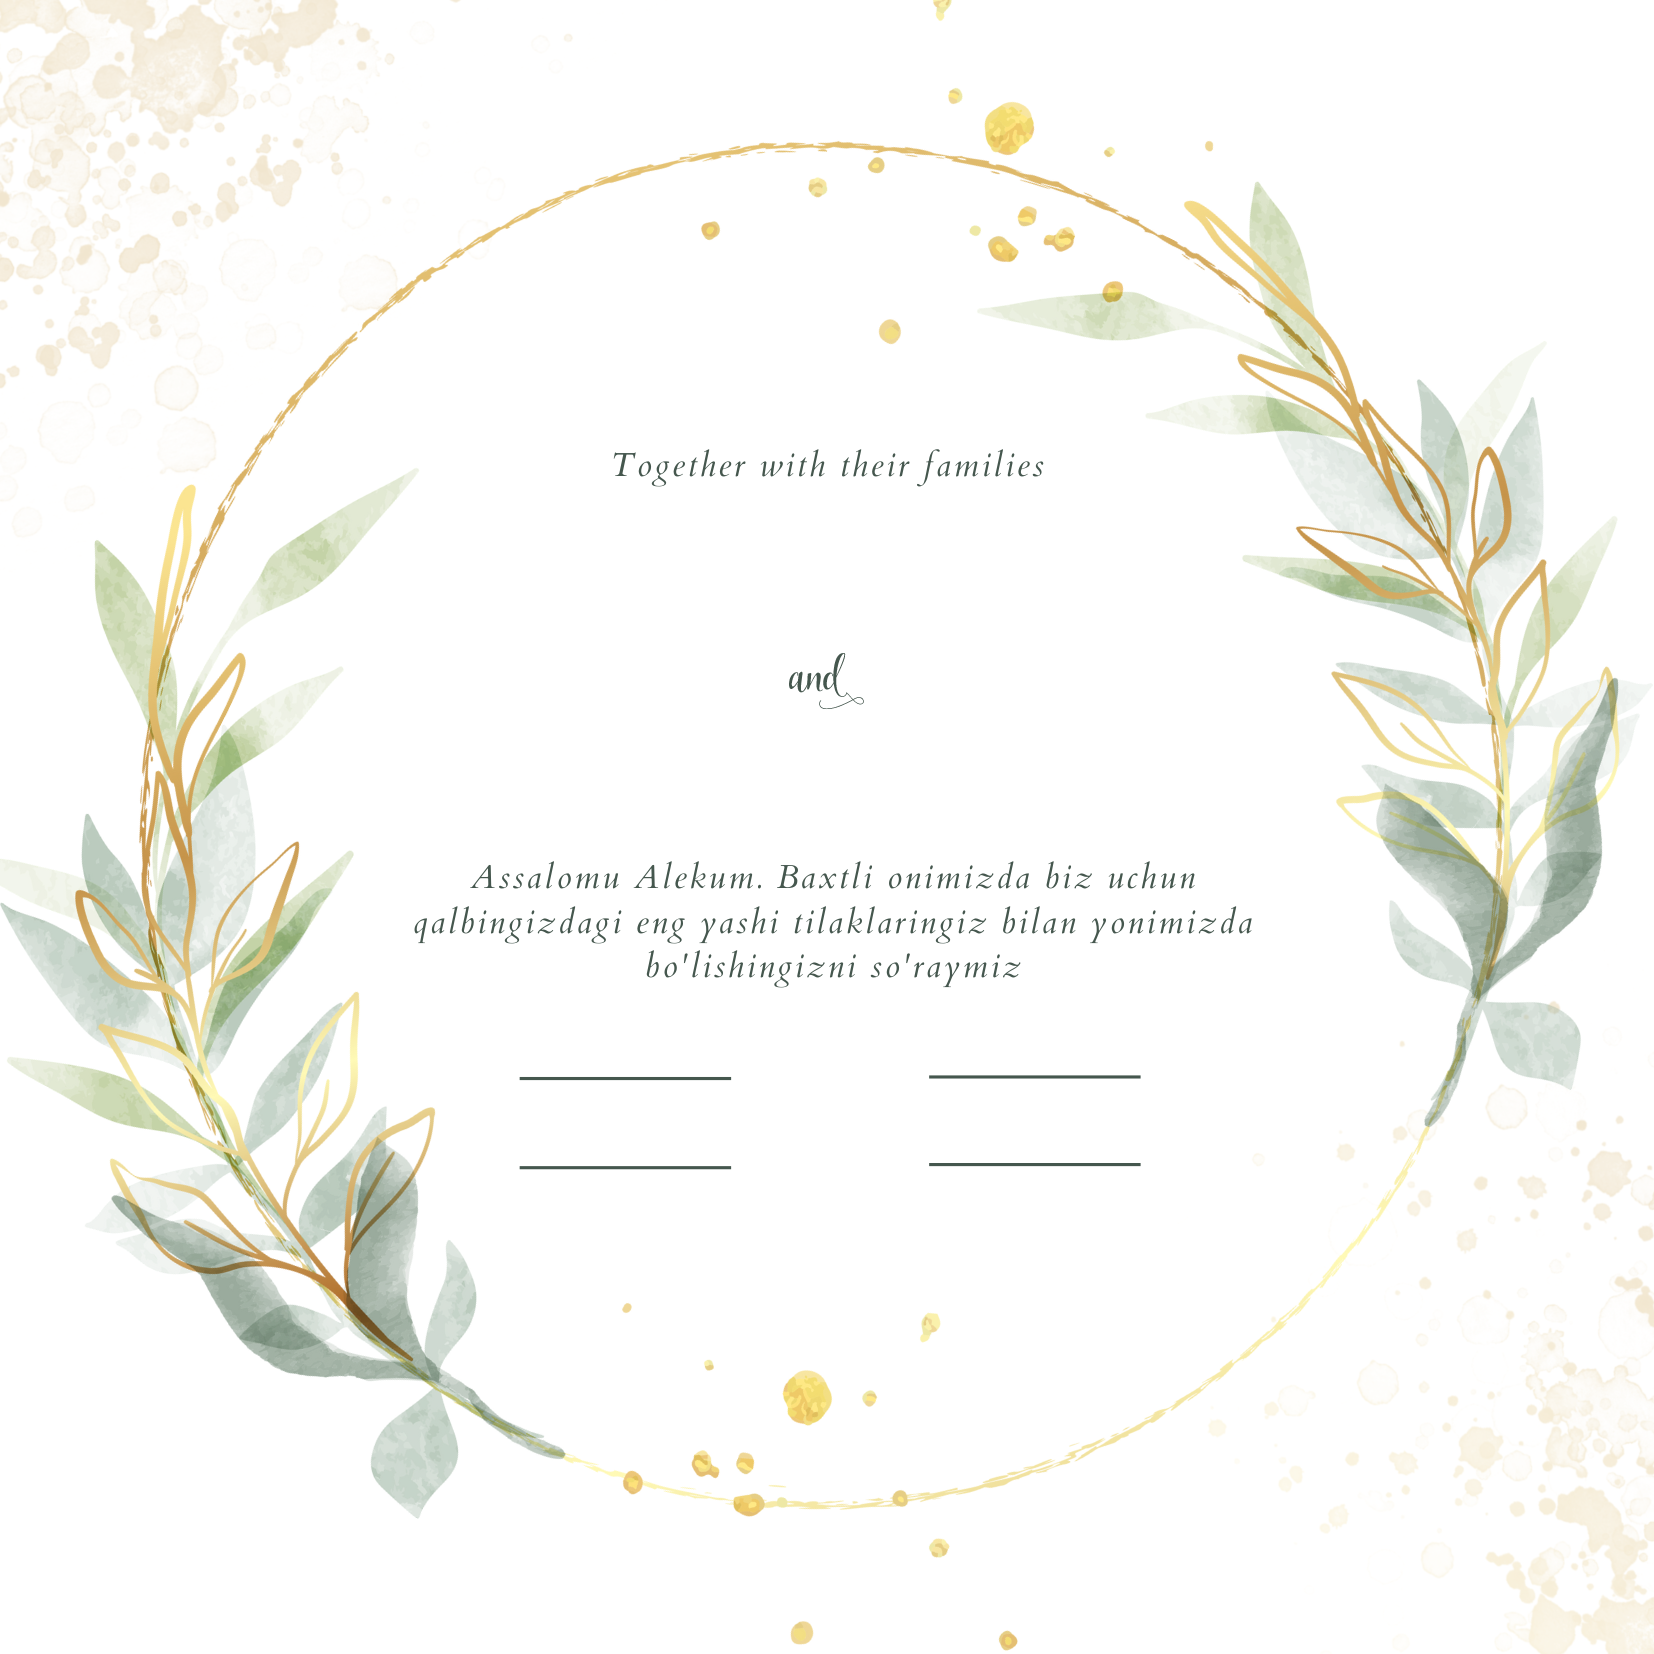 Together with their families
and
Assalomu Alekum. Baxtli onimizda biz uchun
qalbingizdagi eng yashi tilaklaringiz bilan yonimizda
bo'lishingizni so'raymiz